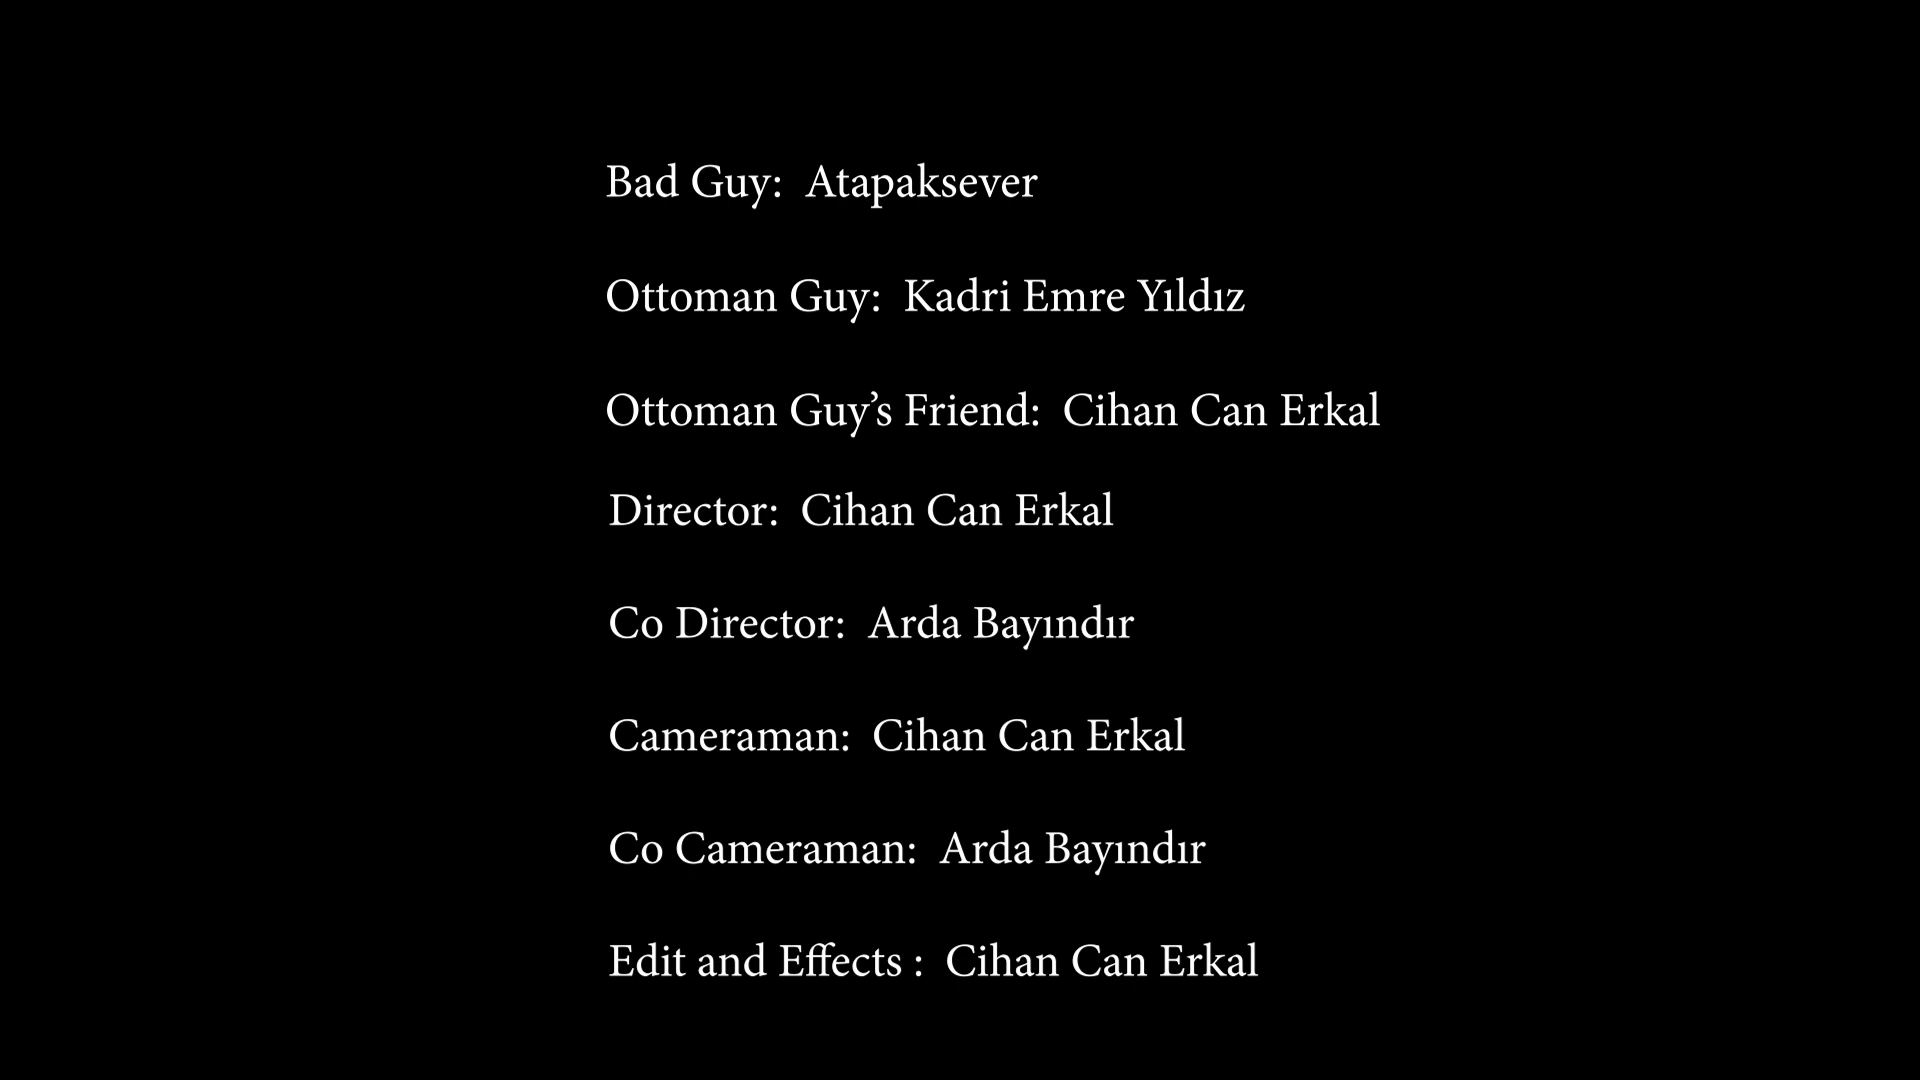 Bad Guy:  Atapaksever
Ottoman Guy:  Kadri Emre Yıldız
Ottoman Guy’s Friend:  Cihan Can Erkal
Director:  Cihan Can Erkal
Co Director:  Arda Bayındır
Cameraman:  Cihan Can Erkal
Co Cameraman:  Arda Bayındır
Edit and Effects :  Cihan Can Erkal